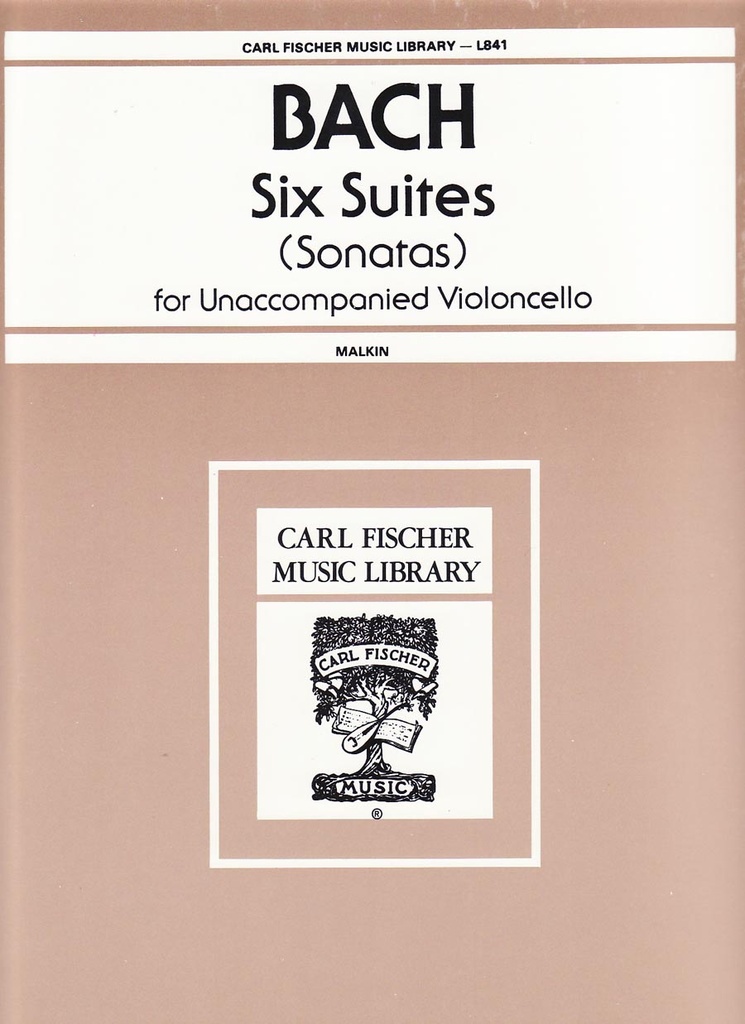 CARL FISCHER MUSIC LIBRARY — L841
BACH
Six Suites
(Sonatas)
for Unaccompanied Violoncello
MALKIN
CARL FISCHER
MUSIC LIBRARY
CARL FISCHER
MUSIC
®